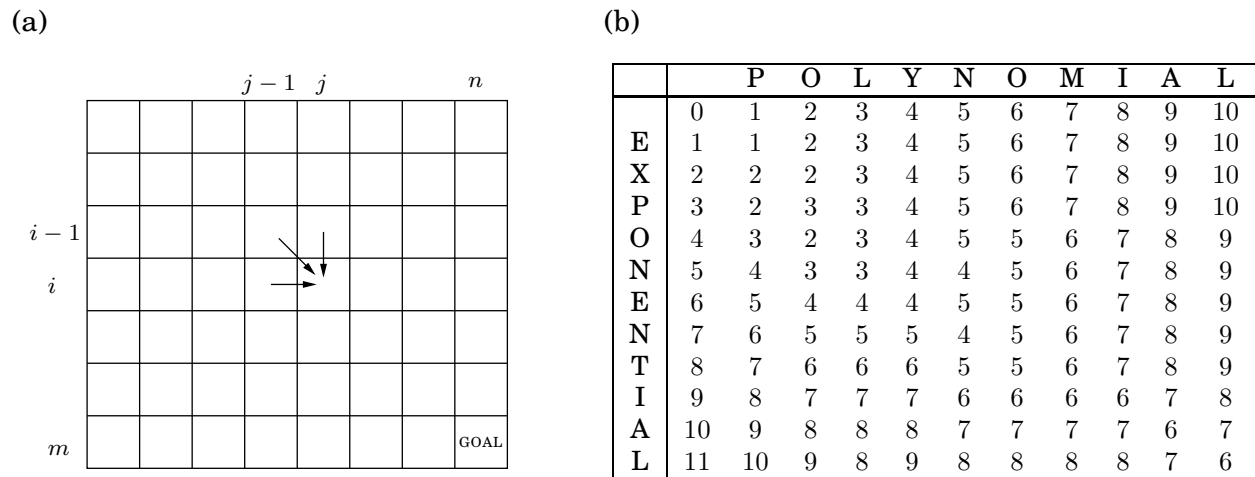 (a)
j − 1 j n
i − 1
i
m
GOAL
(b)
P O L Y N O M I A L
0 1 2 3 4 5 6 7 8 9 10
E 1 1 2 3 4 5 6 7 8 9 10
X 2 2 2 3 4 5 6 7 8 9 10
P 3 2 3 3 4 5 6 7 8 9 10
O 4 3 2 3 4 5 5 6 7 8 9
N 5 4 3 3 4 4 5 6 7 8 9
E 6 5 4 4 4 5 5 6 7 8 9
N 7 6 5 5 5 4 5 6 7 8 9
T 8 7 6 6 6 5 5 6 7 8 9
I 9 8 7 7 7 6 6 6 6 7 8
A 10 9 8 8 8 7 7 7 7 6 7
L 11 10 9 8 9 8 8 8 8 7 6